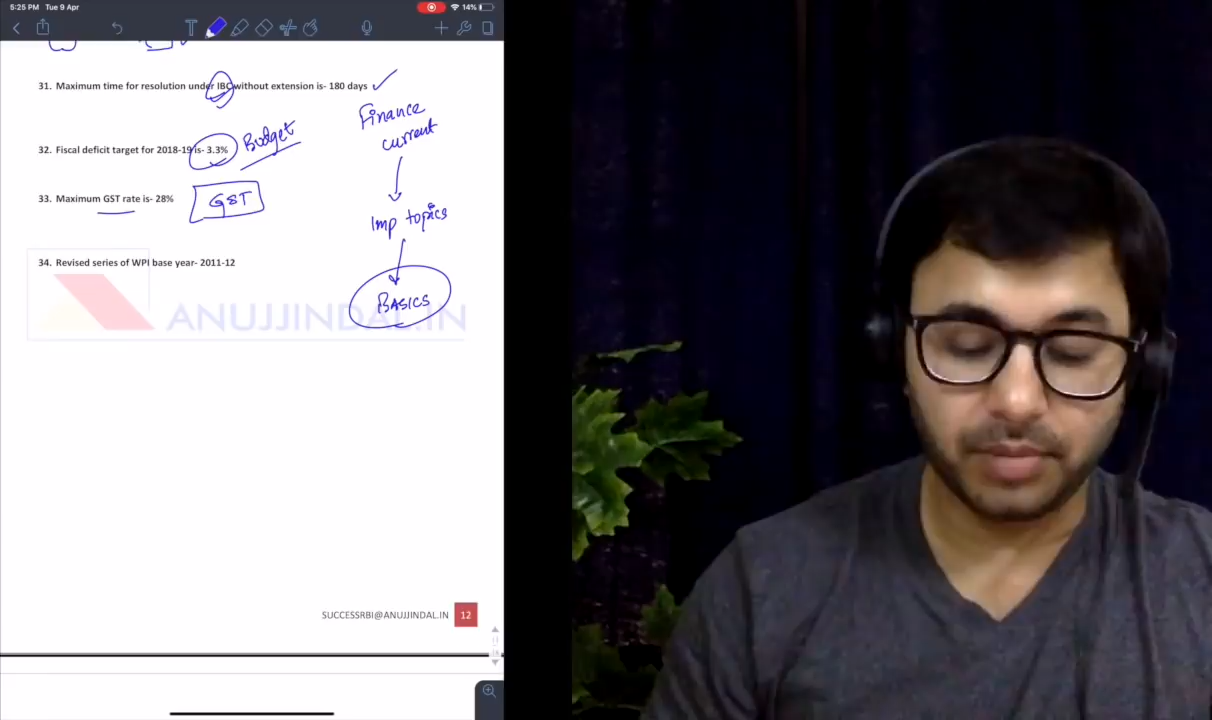 5:25 PM Tue 9 Apr
14%
T
31. Maximum time for resolution under IBC without extension is- 180 days
Finance
current
32. Fiscal deficit target for 2018-19 is- 3.3%
Budget
33. Maximum GST rate is- 28%
GST
Imp topics
34. Revised series of WPI base year- 2011-12
BASICS
ANUJJINDAL.IN
SUCCESSRBI@ANUJJINDAL.IN 12